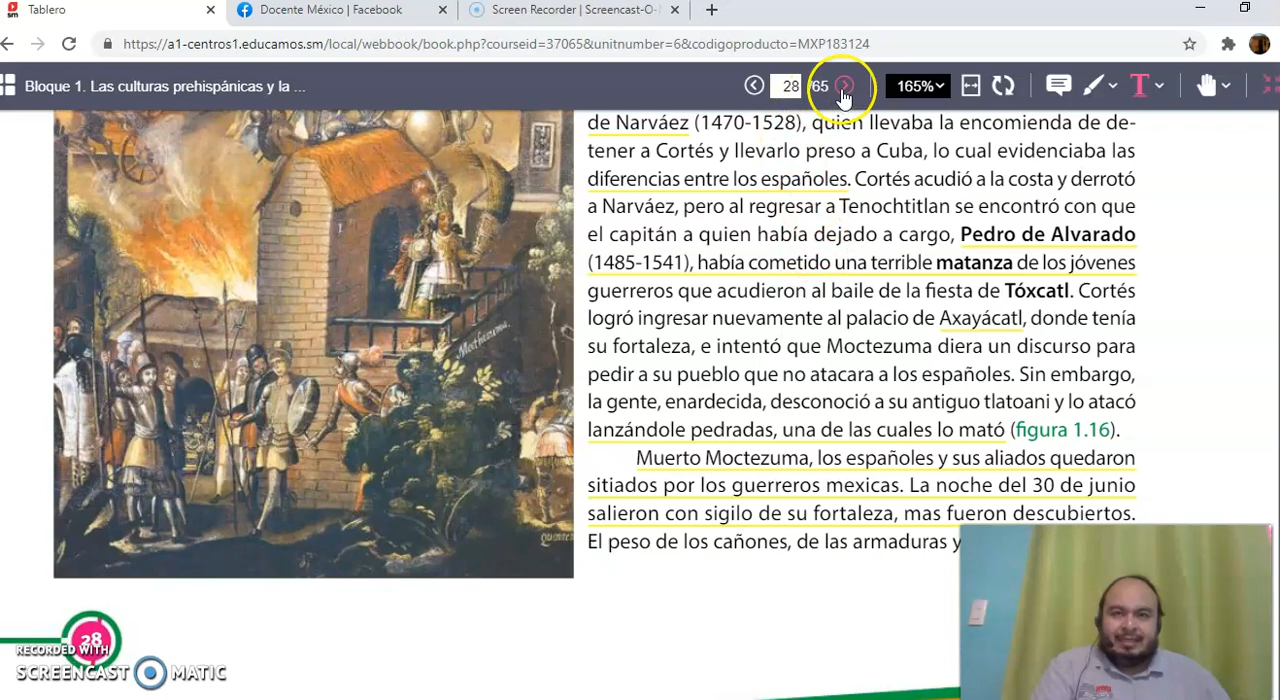 Tablero
Docente México | Facebook
Screen Recorder | Screencast-O-
https://a1-centros1.educamos.sm/local/webbook/book.php?courseid=37065&unitnumber=6&codigoproducto=MXP183124
Bloque 1. Las culturas prehispánicas y la ...
28 /65
165%
T
de Narváez (1470-1528), quien llevaba la encomienda de de-
tener a Cortés y llevarlo preso a Cuba, lo cual evidenciaba las
diferencias entre los españoles. Cortés acudió a la costa y derrotó
a Narváez, pero al regresar a Tenochtitlan se encontró con que
el capitán a quien había dejado a cargo, Pedro de Alvarado
(1485-1541), había cometido una terrible matanza de los jóvenes
guerreros que acudieron al baile de la fiesta de Tóxcatl. Cortés
logró ingresar nuevamente al palacio de Axayácatl, donde tenía
su fortaleza, e intentó que Moctezuma diera un discurso para
pedir a su pueblo que no atacara a los españoles. Sin embargo,
la gente, enardecida, desconoció a su antiguo tlatoani y lo atacó
lanzándole pedradas, una de las cuales lo mató (figura 1.16).
Muerto Moctezuma, los españoles y sus aliados quedaron
sitiados por los guerreros mexicas. La noche del 30 de junio
salieron con sigilo de su fortaleza, mas fueron descubiertos.
El peso de los cañones, de las armaduras y
28
RECORDED WITH
SCREENCAST MATIC